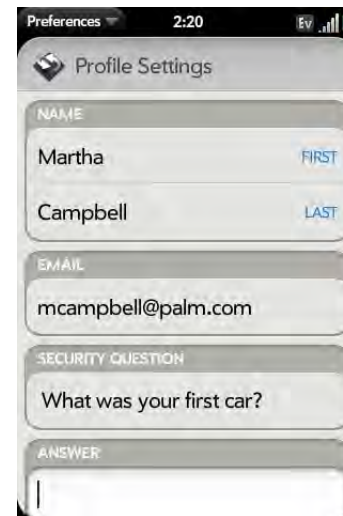 Preferences 2:20 Ev
Profile Settings
NAME
Martha FIRST
Campbell LAST
EMAIL
mcampbell@palm.com
SECURITY QUESTION
What was your first car?
ANSWER